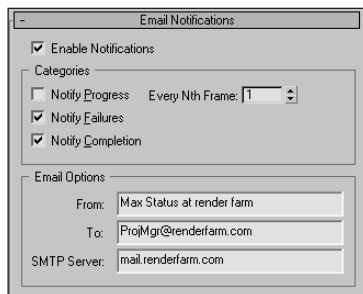 - Email Notifications
Enable Notifications
Categories
Notify Progress Every Nth Frame: 1
Notify Failures
Notify Completion
Email Options
From: Max Status at render farm
To: ProjMgr@renderfarm.com
SMTP Server: mail.renderfarm.com